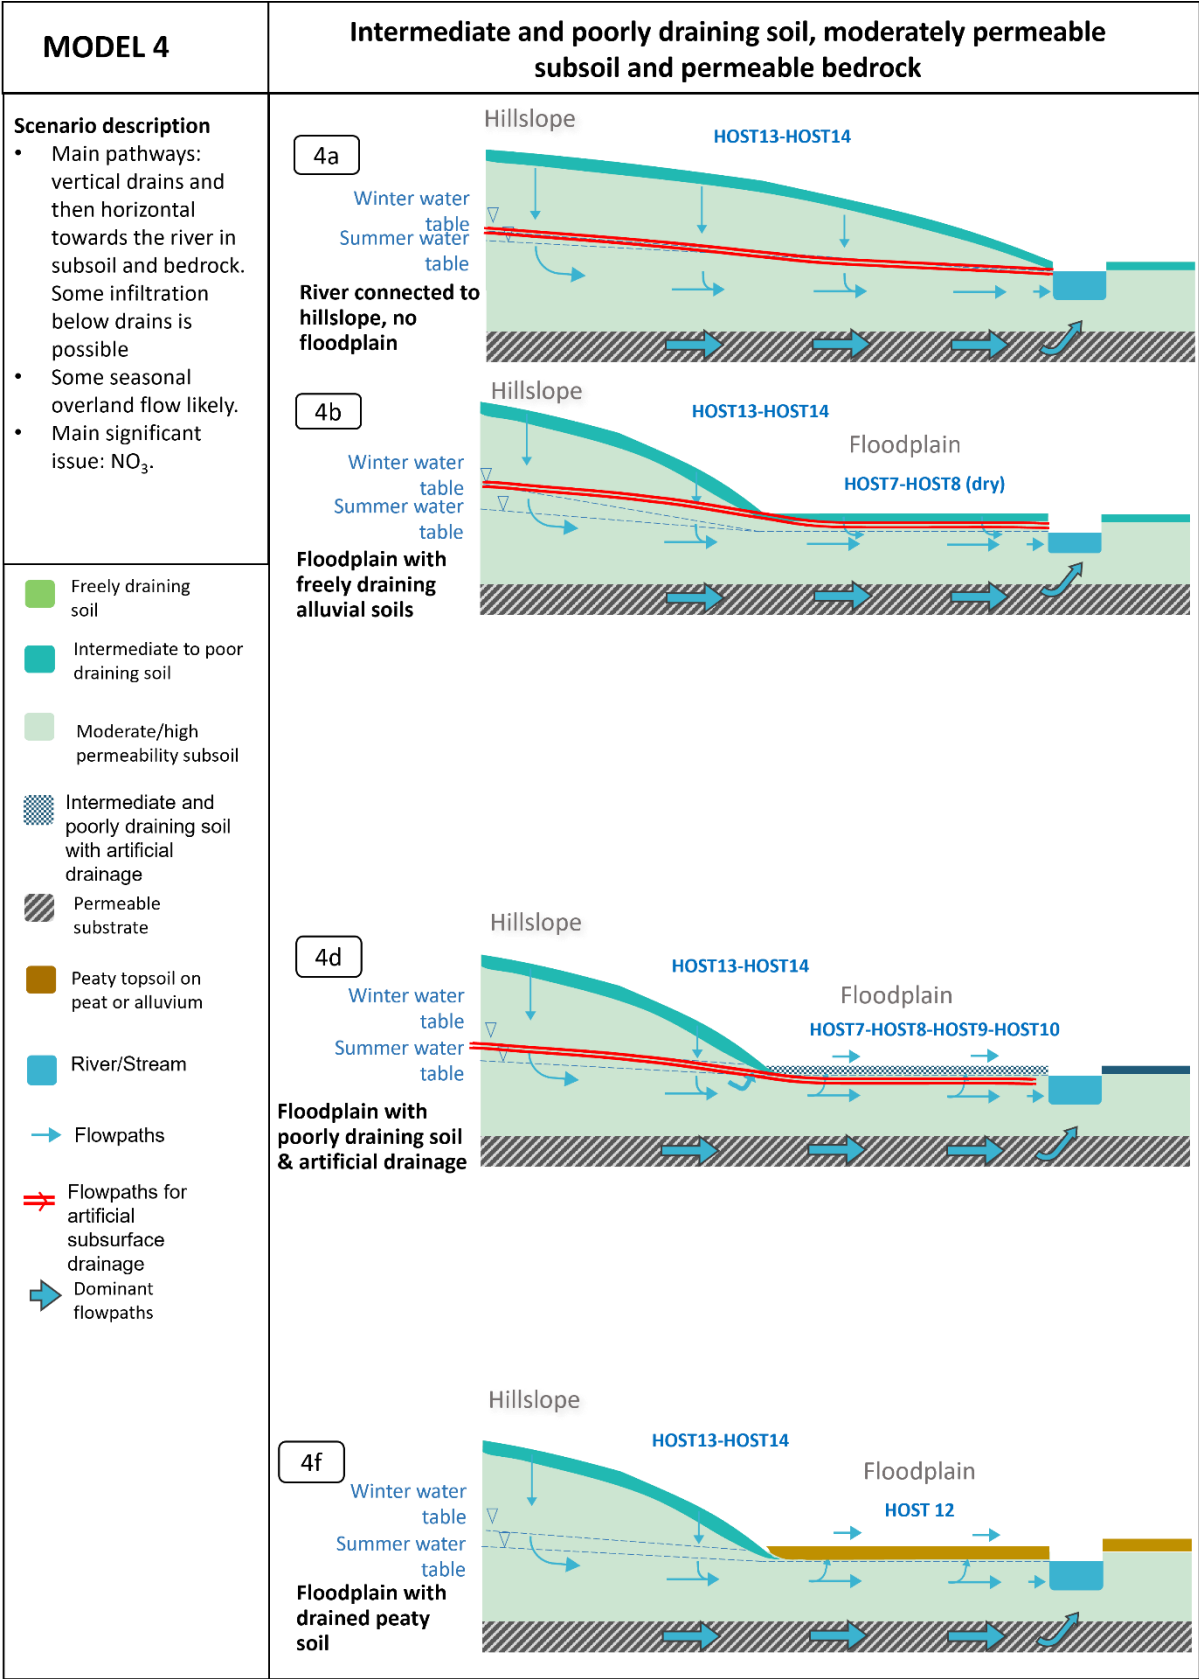 MODEL 4
Intermediate and poorly draining soil, moderately permeable
subsoil and permeable bedrock
Scenario description
• Main pathways:
vertical drains and
then horizontal
towards the river in
subsoil and bedrock.
Some infiltration
below drains is
possible
• Some seasonal
overland flow likely.
• Main significant
issue: NO₃.
Freely draining
soil
Intermediate to poor
draining soil
Moderate/high
permeability subsoil
Intermediate and
poorly draining soil
with artificial
drainage
Permeable
substrate
Peaty topsoil on
peat or alluvium
River/Stream
Flowpaths
Flowpaths for
artificial
subsurface
drainage
Dominant
flowpaths
Hillslope
4a
HOST13-HOST14
Winter water
table
Summer water
table
River connected to
hillslope, no
floodplain
Hillslope
4b
HOST13-HOST14
Floodplain
HOST7-HOST8 (dry)
Winter water
table
Summer water
table
Floodplain with
freely draining
alluvial soils
Hillslope
4d
HOST13-HOST14
Floodplain
HOST7-HOST8-HOST9-HOST10
Winter water
table
Summer water
table
Floodplain with
poorly draining soil
& artificial drainage
Hillslope
4f
HOST13-HOST14
Floodplain
HOST 12
Winter water
table
Summer water
table
Floodplain with
drained peaty
soil